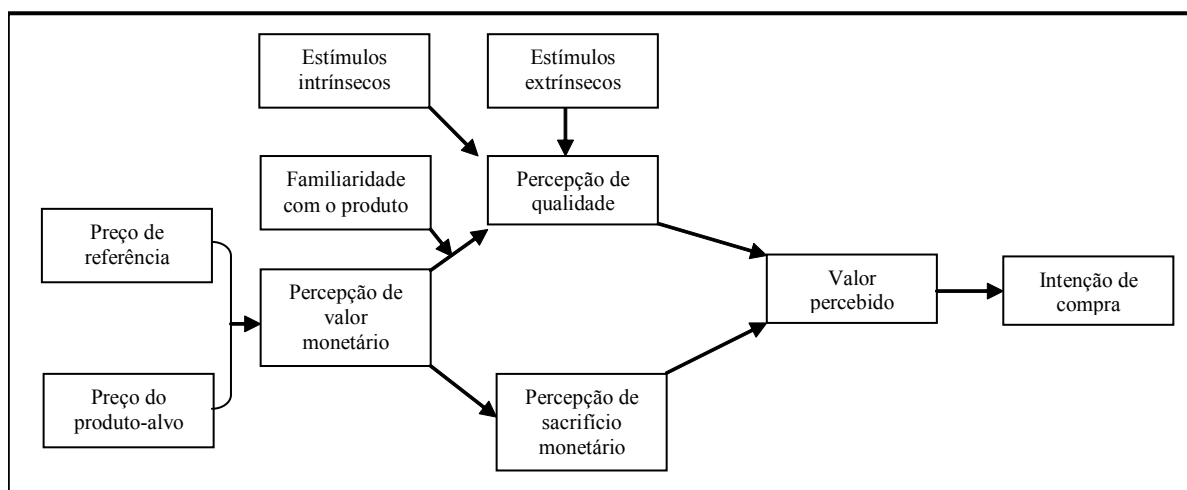 Estímulos
intrínsecos
Estímulos
extrínsecos
Familiaridade
com o produto
Percepção de
qualidade
Preço de
referência
Percepção de
valor
monetário
Valor
percebido
Intenção de
compra
Preço do
produto-alvo
Percepção de
sacrifício
monetário